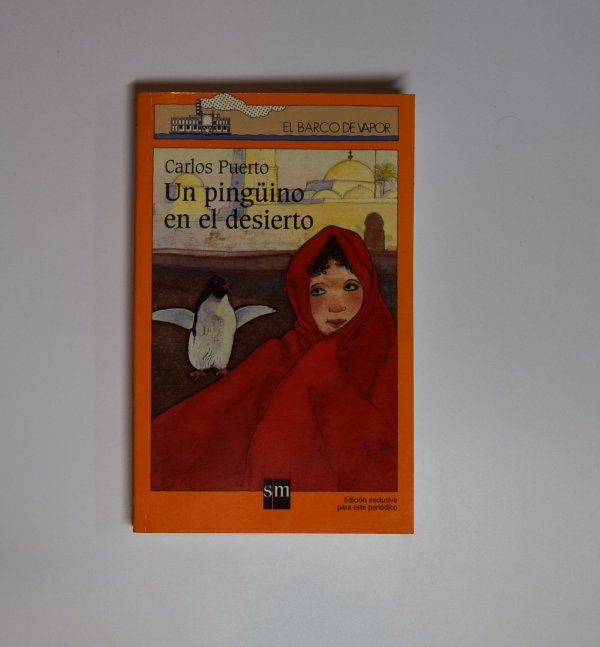 EL BARCO DE VAPOR
Carlos Puerto
Un pingüino
en el desierto
sm
Edición exclusiva
para este periódico